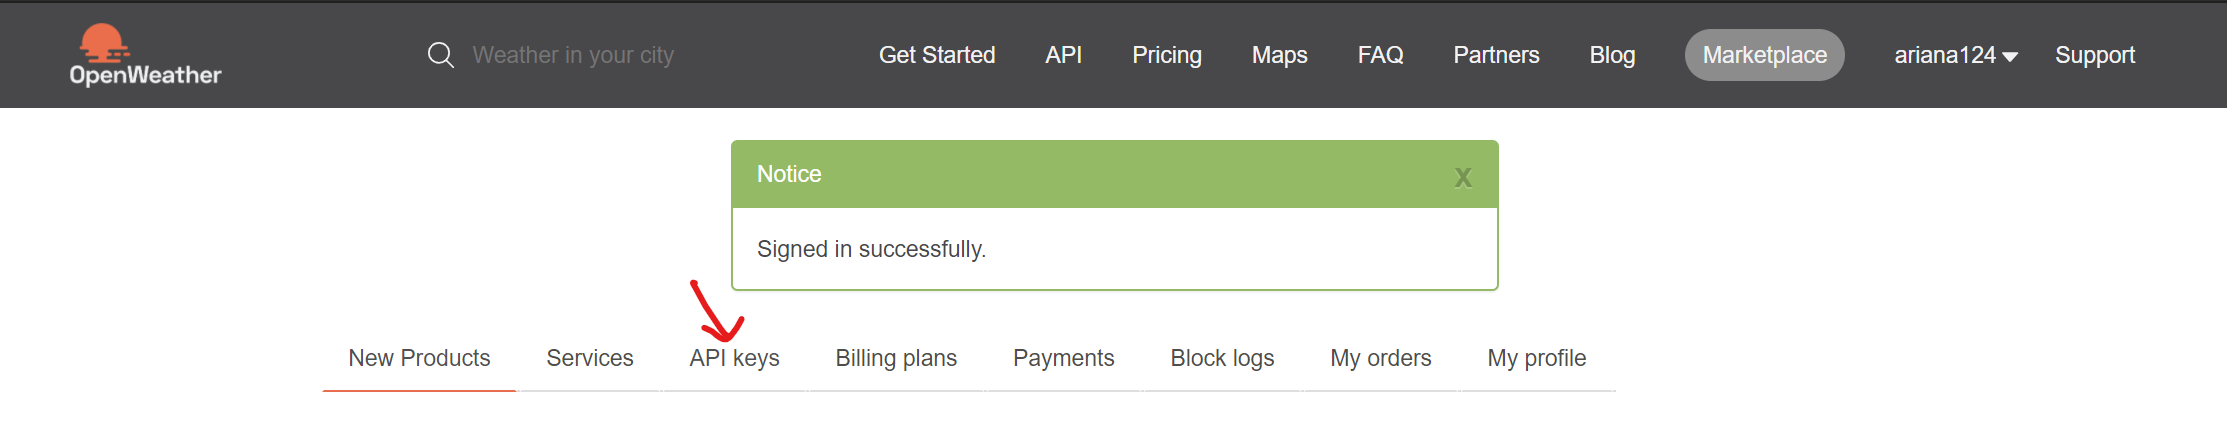 OpenWeather
Weather in your city
Get Started API Pricing Maps FAQ Partners Blog Marketplace ariana124 Support
Notice x
Signed in successfully.
New Products Services API keys Billing plans Payments Block logs My orders My profile